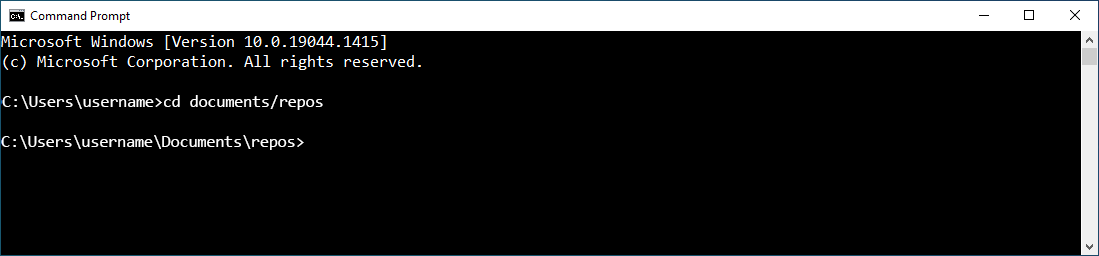 Command Prompt
Microsoft Windows [Version 10.0.19044.1415]
(c) Microsoft Corporation. All rights reserved.
C:\Users\username>cd documents/repos
C:\Users\username\Documents\repos>